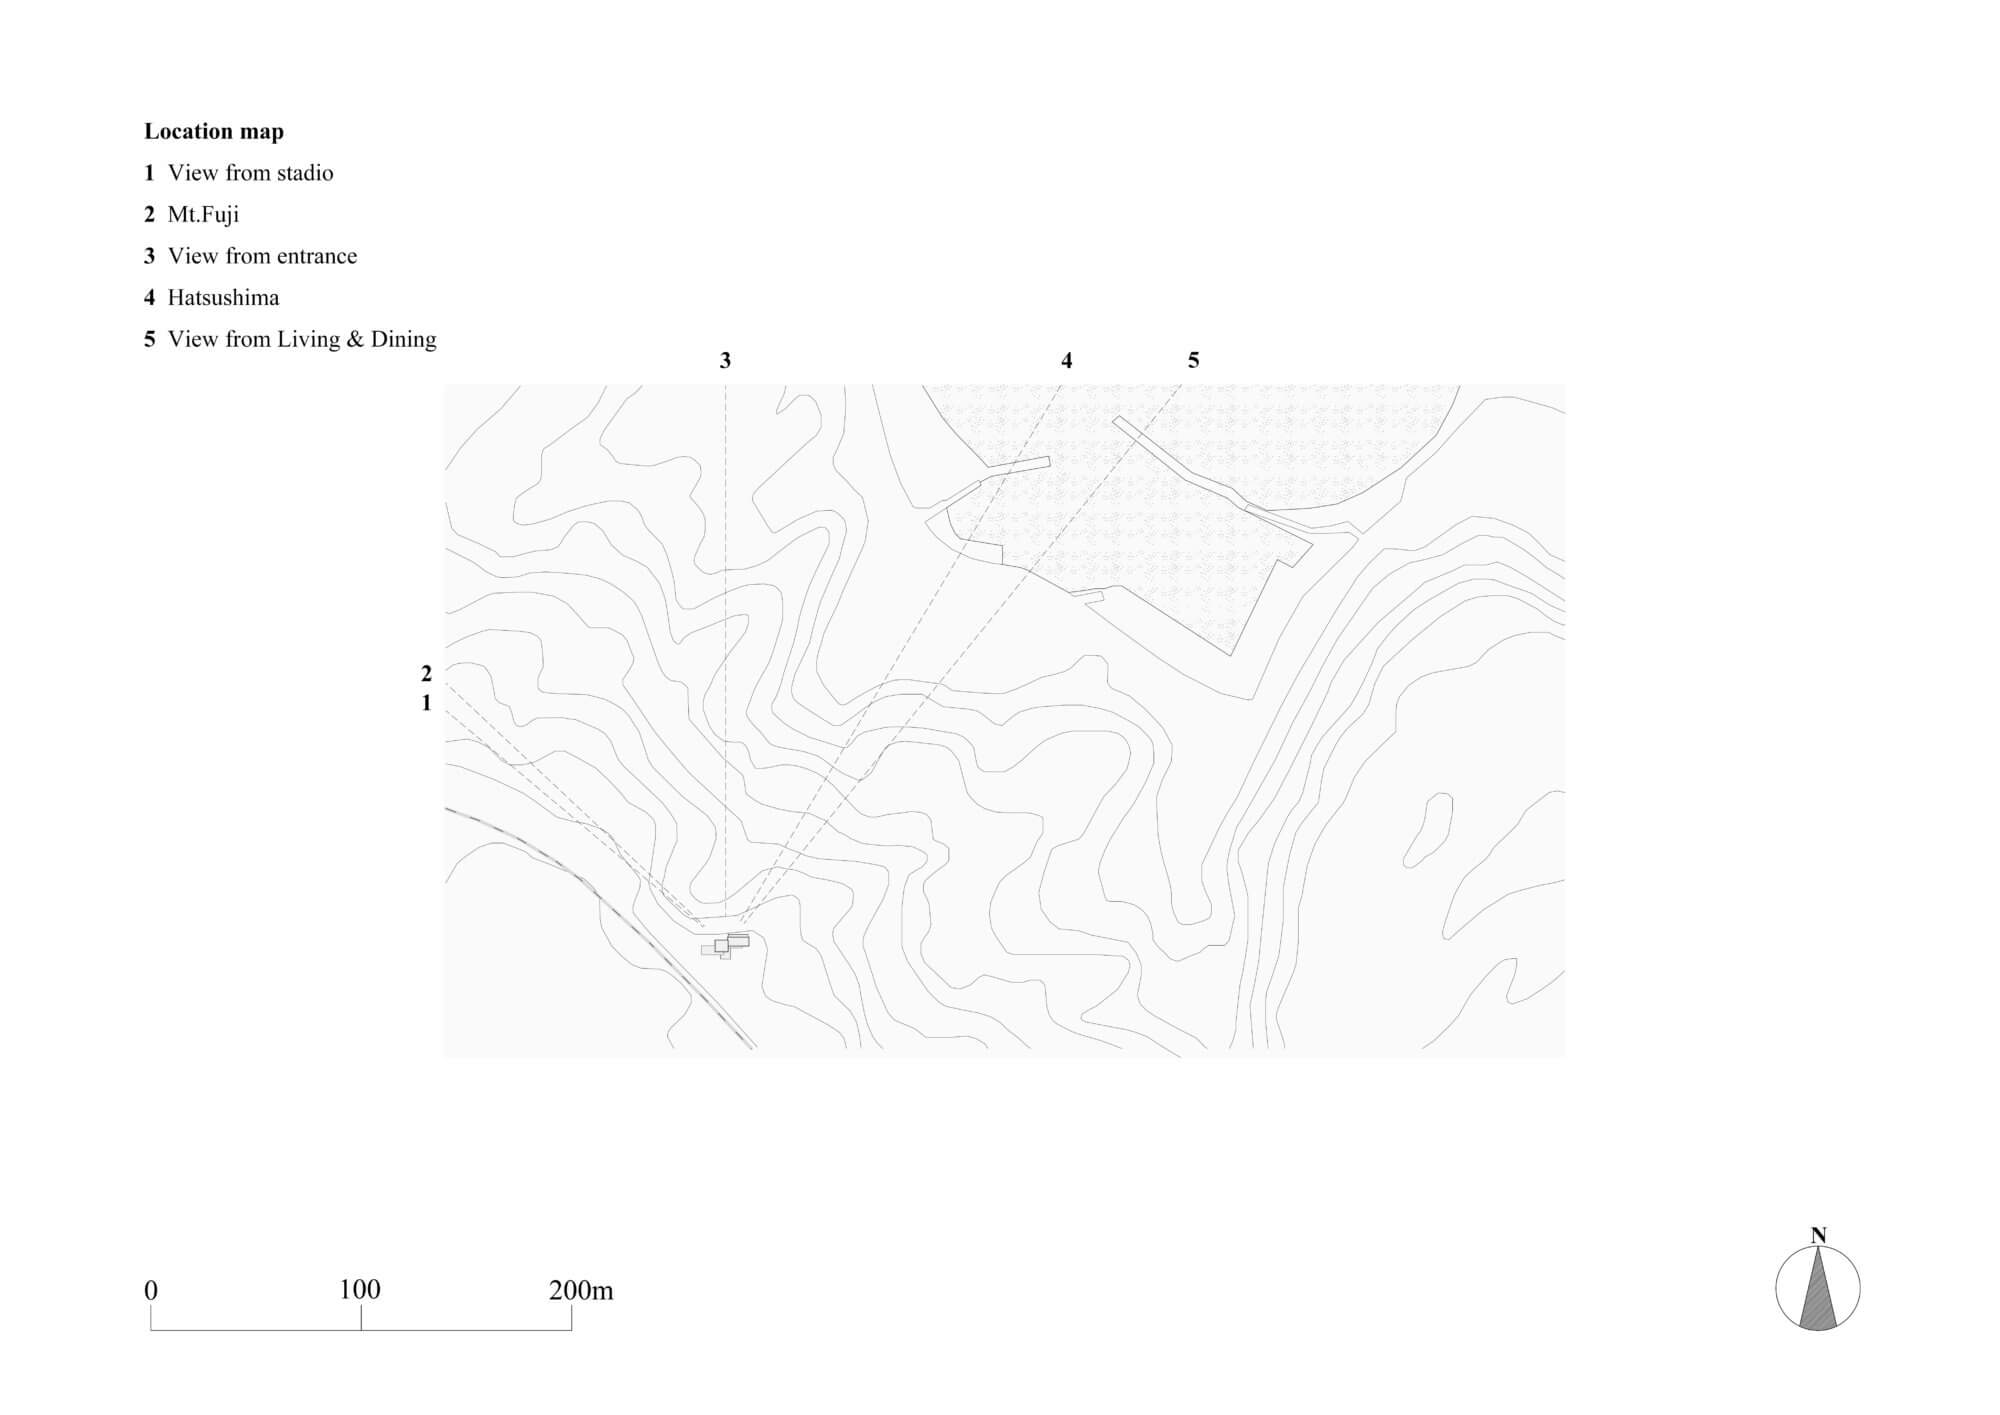 Location map
1 View from stadio
2 Mt.Fuji
3 View from entrance
4 Hatsushima
5 View from Living & Dining
3 4 5
2
1
N
0 100 200m